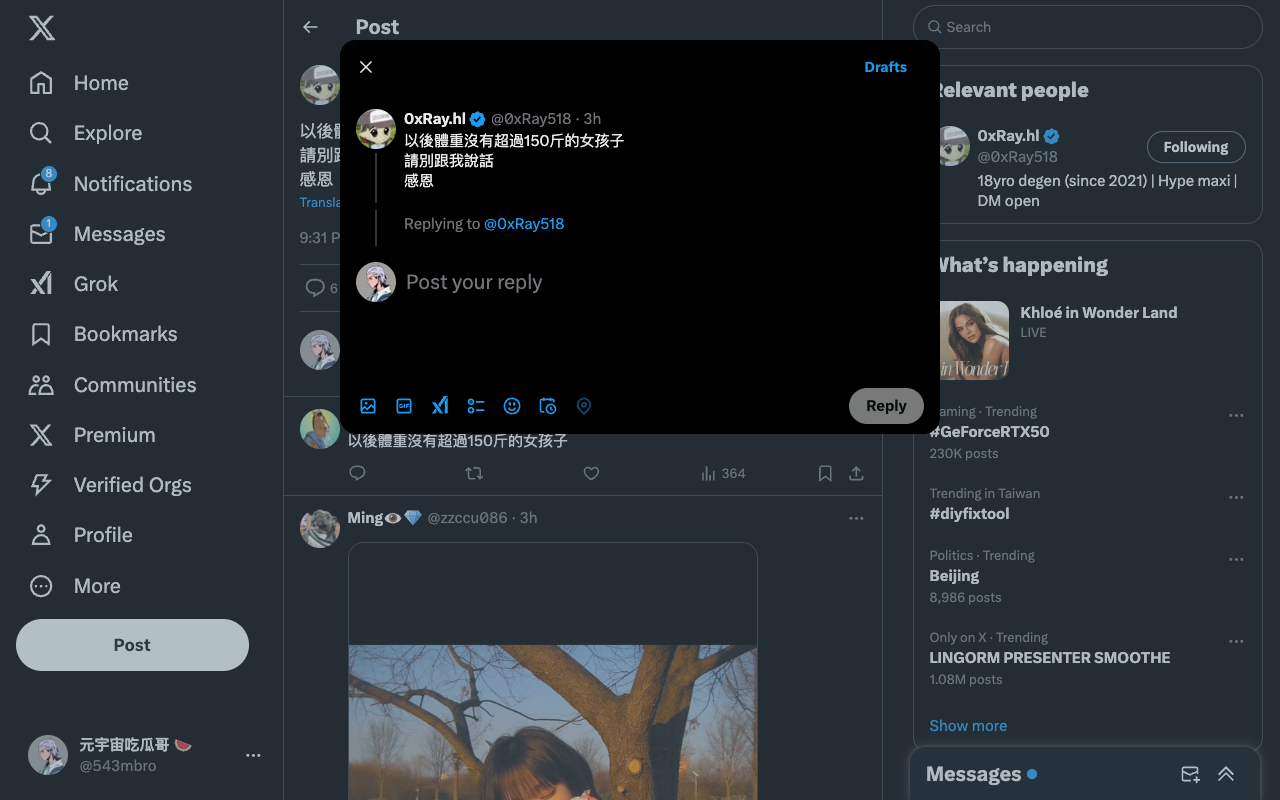 Home
Explore
8
Notifications
1
Messages
Grok
Bookmarks
Communities
Premium
Verified Orgs
Profile
More
Post
元宇宙吃瓜哥 🍉
@543mbro
Post
以後
請別跟
感恩
Transla
9:31 P
6
Drafts
0xRay.hl @0xRay518 · 3h
以後體重沒有超過150斤的女孩子
請別跟我說話
感恩
Replying to @0xRay518
Post your reply
GIF
Reply
以後體重沒有超過150斤的女孩子
364
Ming👁️💎 @zzccu086 · 3h
Search
Relevant people
0xRay.hl
@0xRay518
Following
18yro degen (since 2021) | Hype maxi |
DM open
What's happening
Khloé in Wonder Land
LIVE
in Wonder
aming · Trending
#GeForceRTX50
230K posts
Trending in Taiwan
#diyfixtool
Politics · Trending
Beijing
8,986 posts
Only on X · Trending
LINGORM PRESENTER SMOOTHE
1.08M posts
Show more
Messages